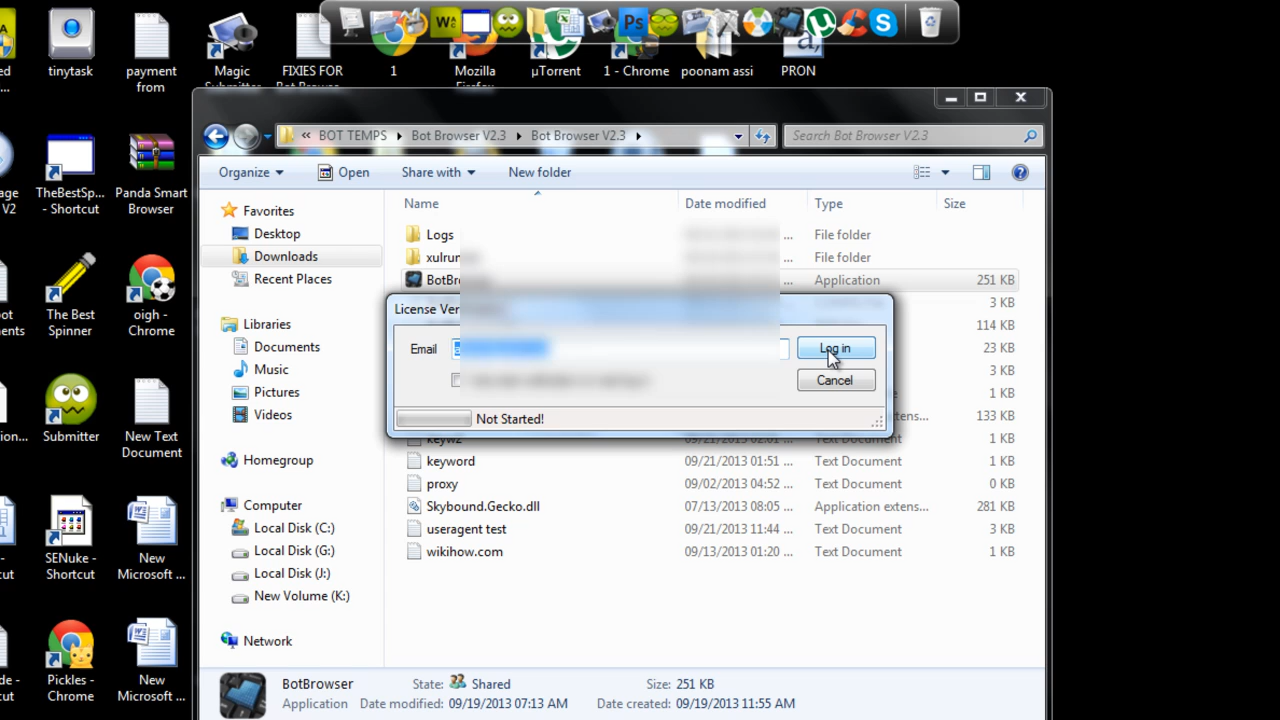 ed
...
tinytask
payment
from
Magic
Submitter
FIXIES FOR
1
Mozilla
Firefox
µTorrent
1 - Chrome
poonam assi
PRON
« BOT TEMPS Bot Browser V2.3 Bot Browser V2.3
Search Bot Browser V2.3
Organize Open Share with New folder
Name Date modified Type Size
Favorites
Desktop
Downloads
Recent Places
Libraries
Documents
Music
Pictures
Videos
Homegroup
Computer
Local Disk (C:)
Local Disk (G:)
Local Disk (J:)
New Volume (K:)
Network
Logs ... File folder
... File folder
Application 251 KB
3 KB
114 KB
23 KB
3 KB
1 KB
tens... 133 KB
Text Document 1 KB
keyword 09/21/2013 01:51 ... Text Document 1 KB
proxy 09/02/2013 04:52 ... Text Document 0 KB
Skybound.Gecko.dll 07/13/2013 08:05 ... Application extens... 281 KB
useragent test 09/21/2013 11:44 ... Text Document 3 KB
wikihow.com 09/13/2013 01:20 ... Text Document 1 KB
License Ver
Email
Log in
Cancel
Not Started!
BotBrowser State: Shared Size: 251 KB
Application Date modified: 09/19/2013 07:13 AM Date created: 09/19/2013 11:55 AM
age
V2
TheBestSp...
- Shortcut
Panda Smart
Browser
ot
ents
The Best
Spinner
oigh -
Chrome
on...
Submitter
New Text
Document
-
cut
SENuke -
Shortcut
New
Microsoft ...
de -
cut
Pickles -
Chrome
New
Microsoft ...